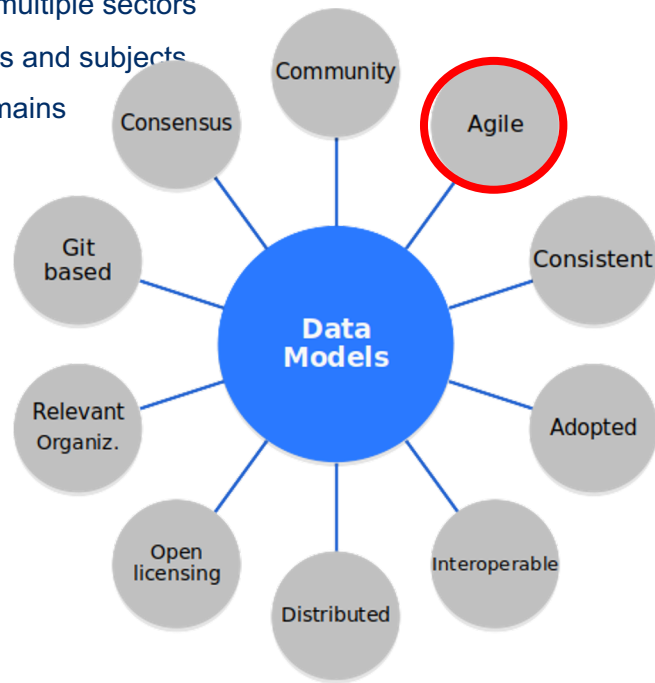 multiple sectors
s and subjects
mains
Community
Agile
Consensus
Consistent
Git
based
Data
Models
Relevant
Organiz.
Adopted
Open
licensing
Interoperable
Distributed